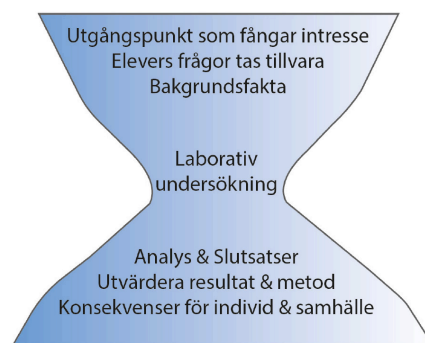 Utgångspunkt som fångar intresse
Elevers frågor tas tillvara
Bakgrundsfakta
Laborativ
undersökning
Analys & Slutsatser
Utvärdera resultat & metod
Konsekvenser för individ & samhälle